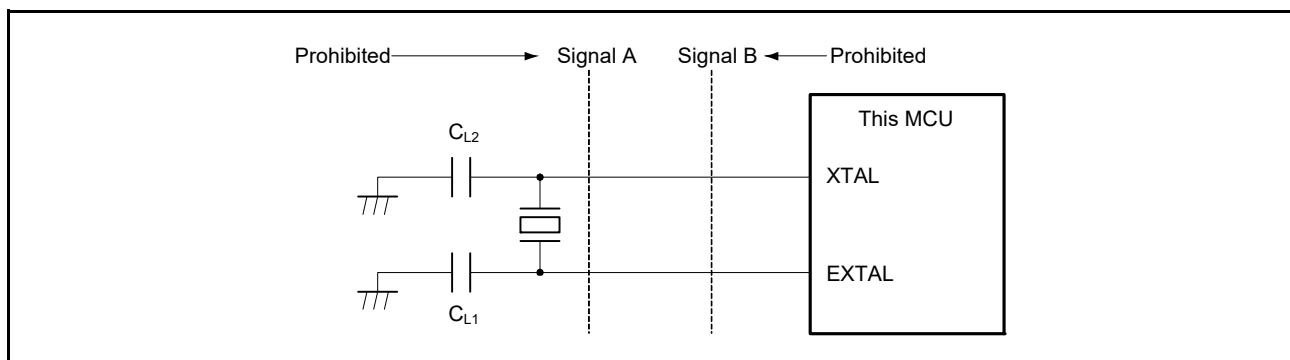 Prohibited Signal A Signal B Prohibited
This MCU
CL2
XTAL
EXTAL
CL1